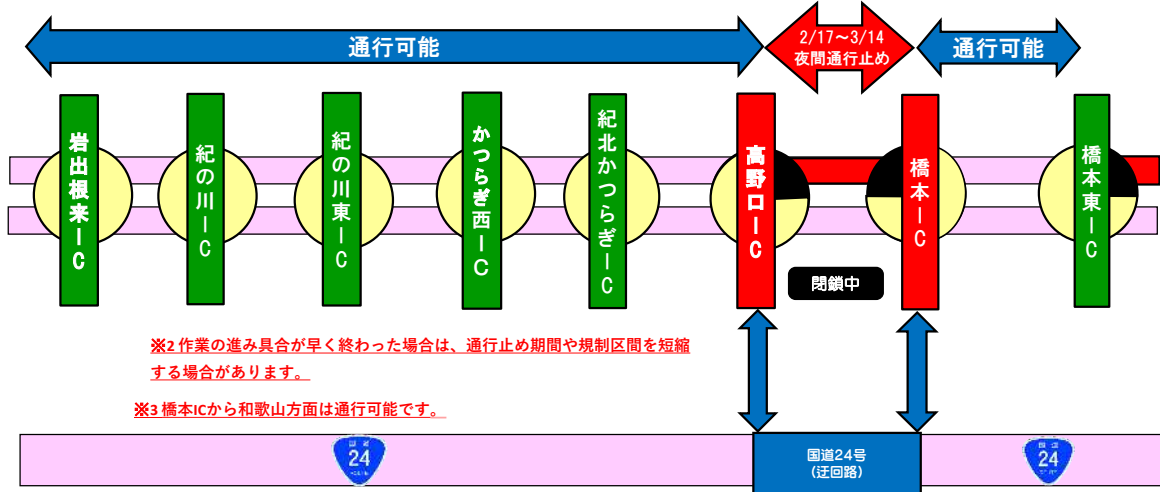 通行可能
2/17~3/14
夜間通行止め
通行可能
岩出根来IC
紀の川IC
紀の川東IC
かつらぎ西IC
紀北かつらぎIC
高野口IC
橋本IC
橋本東IC
閉鎖中
※2 作業の進み具合が早く終わった場合は、通行止め期間や規制区間を短縮
する場合があります。
※3 橋本ICから和歌山方面は通行可能です。
国道
24
国道24号
(迂回路)
国道
24